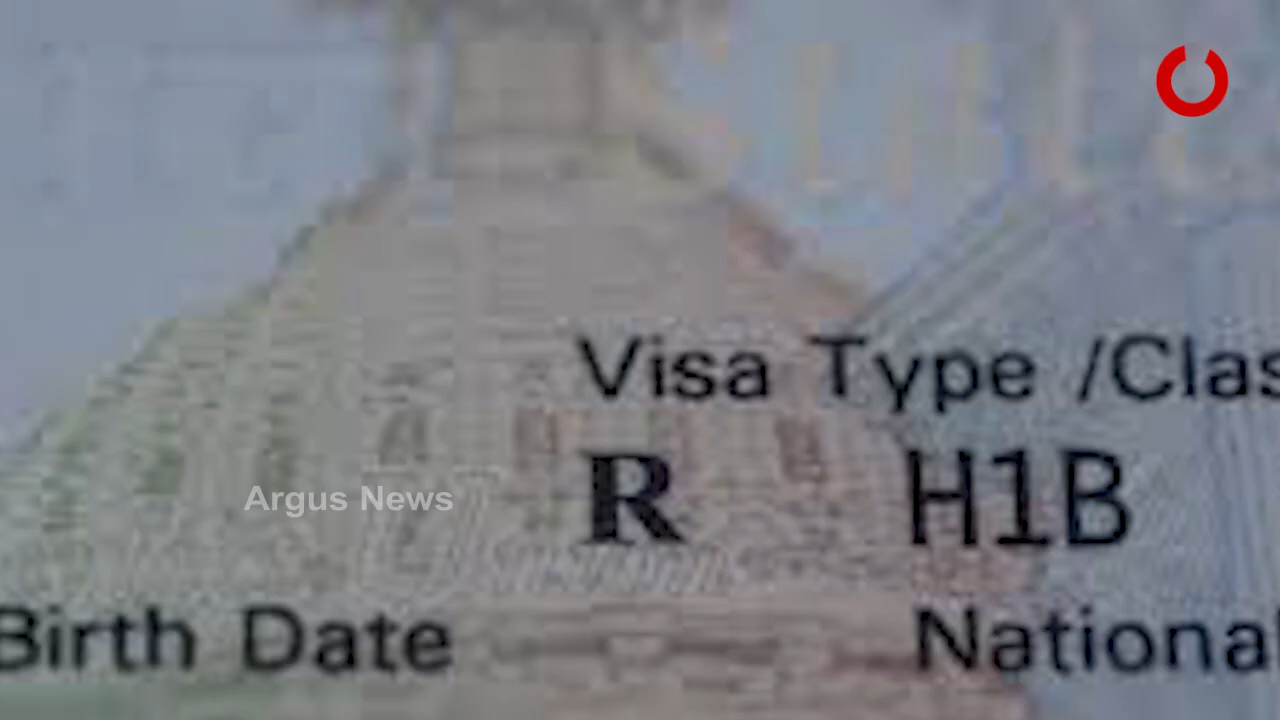 Visa Type /Clas
R H1B
Argus News
Birth Date
National